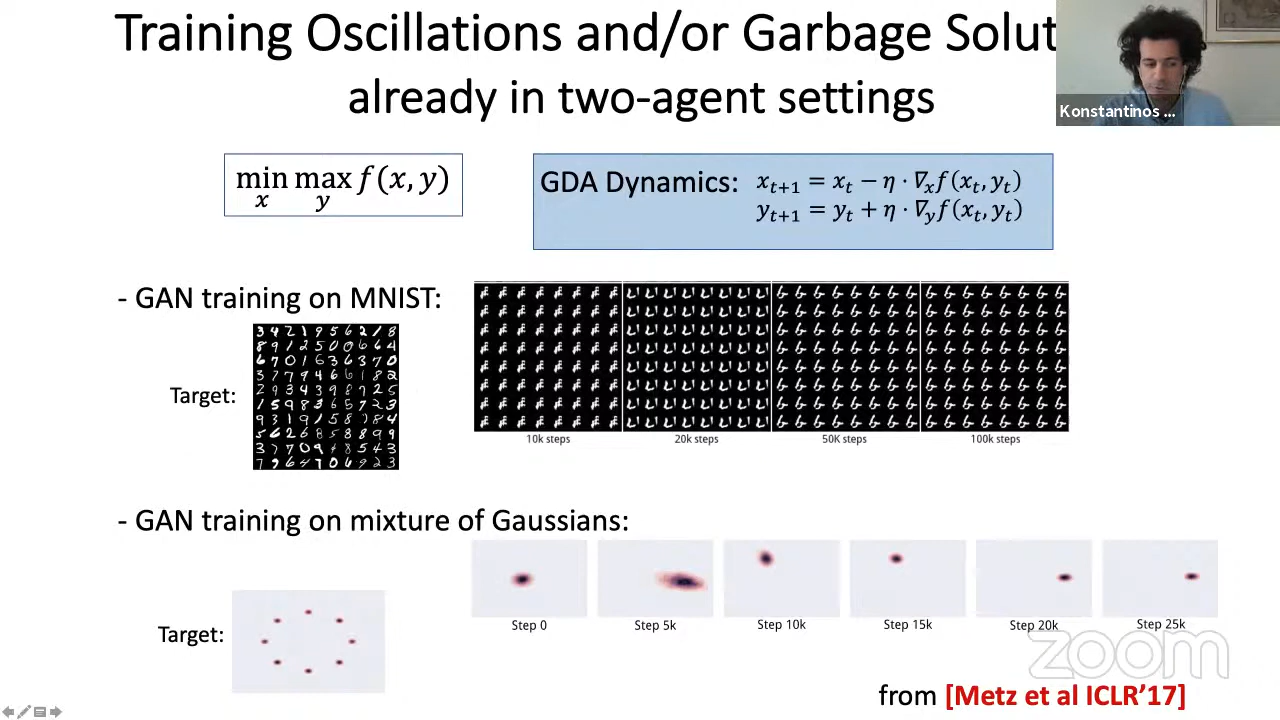 Training Oscillations and/or Garbage Solut
already in two-agent settings
Konstantinos ...
min max f(x, y)
x y
GDA Dynamics: x_{t+1} = x_t − η · ∇_x f(x_t, y_t)
y_{t+1} = y_t + η · ∇_y f(x_t, y_t)
- GAN training on MNIST:
Target:
10k steps 20k steps 50K steps 100k steps
- GAN training on mixture of Gaussians:
Target:
Step 0 Step 5k Step 10k Step 15k Step 20k Step 25k
zoom
from [Metz et al ICLR’17]